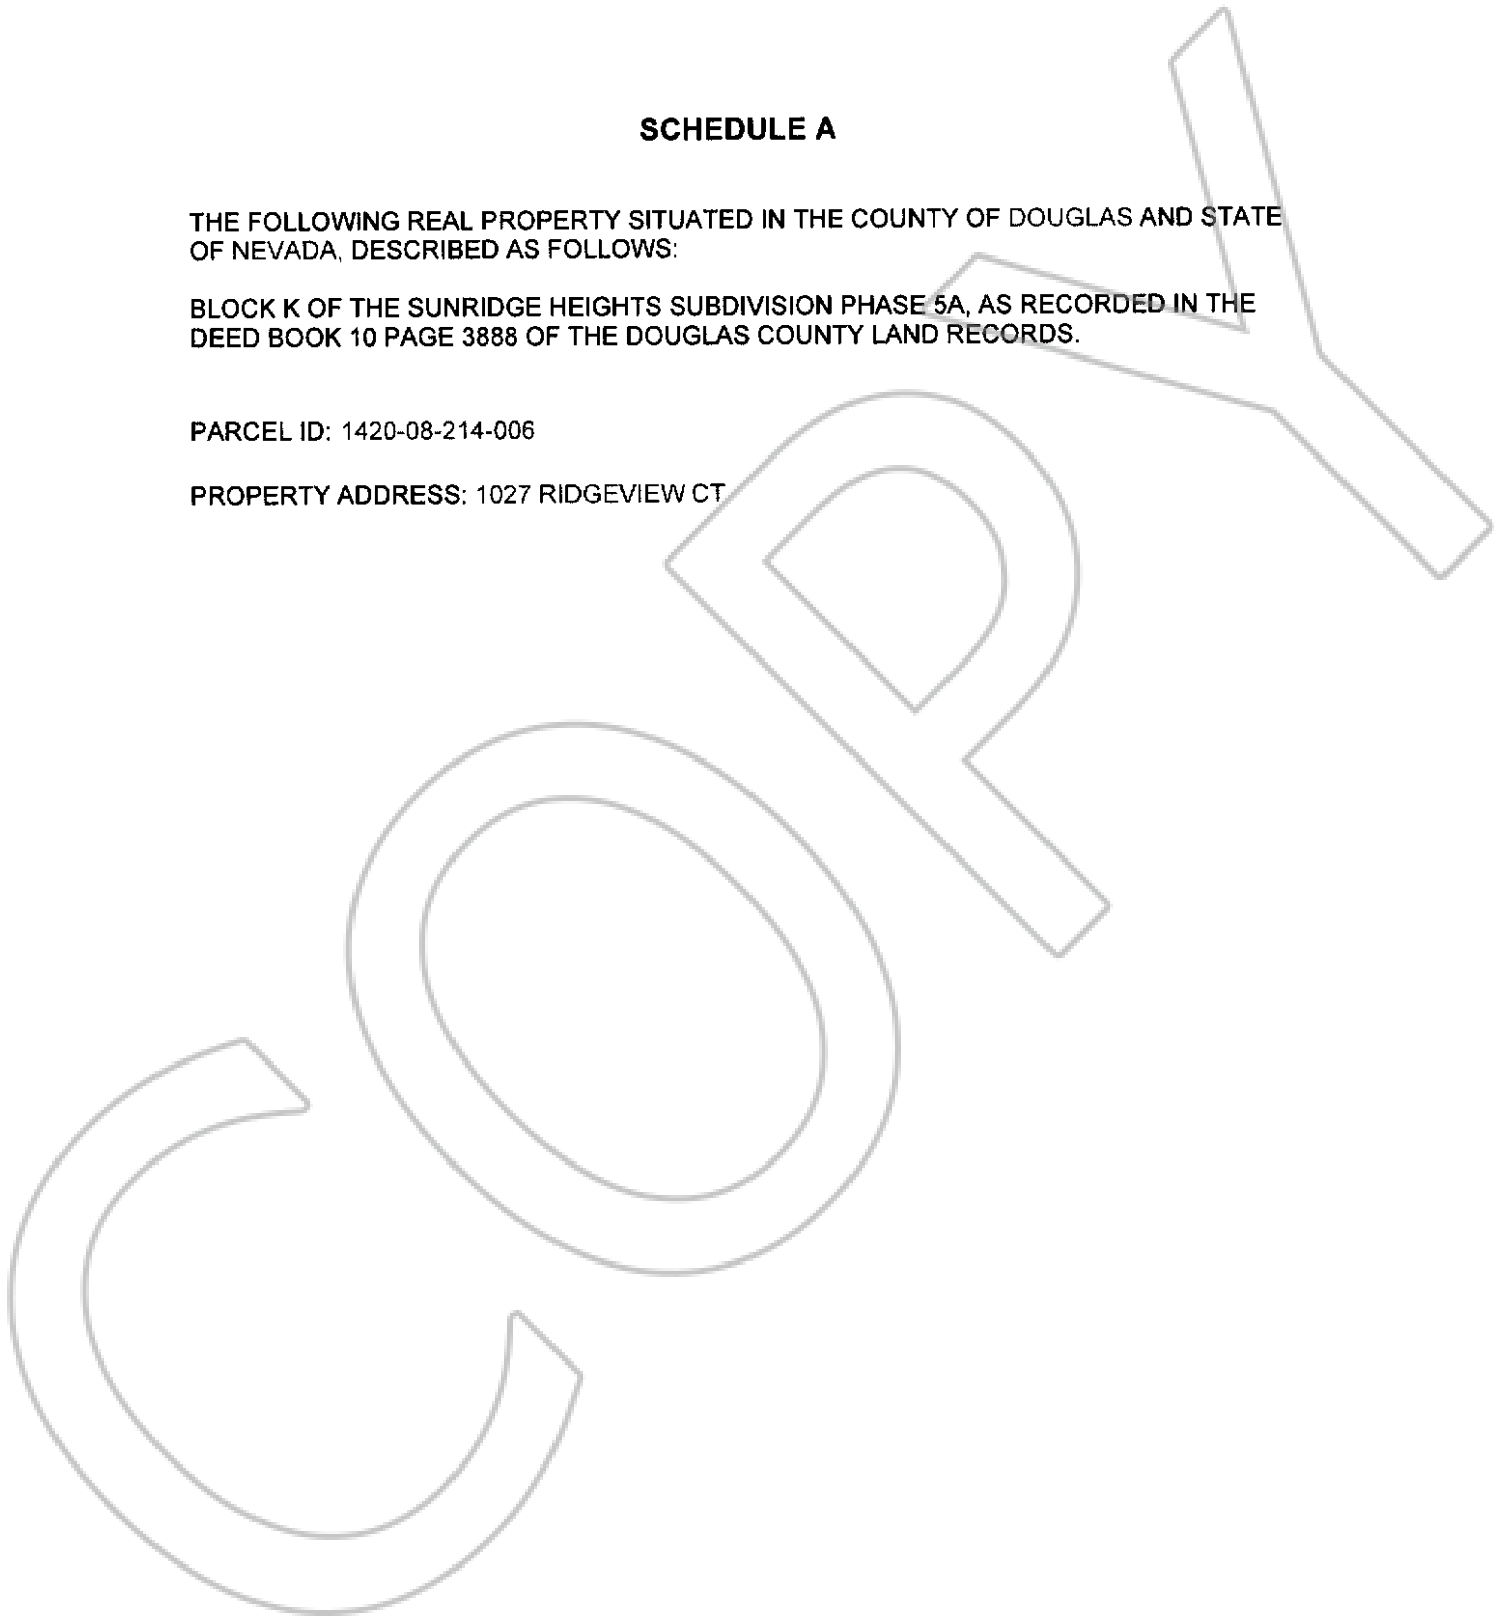 SCHEDULE A
THE FOLLOWING REAL PROPERTY SITUATED IN THE COUNTY OF DOUGLAS AND STATE
OF NEVADA, DESCRIBED AS FOLLOWS:
BLOCK K OF THE SUNRIDGE HEIGHTS SUBDIVISION PHASE 5A, AS RECORDED IN THE
DEED BOOK 10 PAGE 3888 OF THE DOUGLAS COUNTY LAND RECORDS.
PARCEL ID: 1420-08-214-006
PROPERTY ADDRESS: 1027 RIDGEVIEW CT
COPY